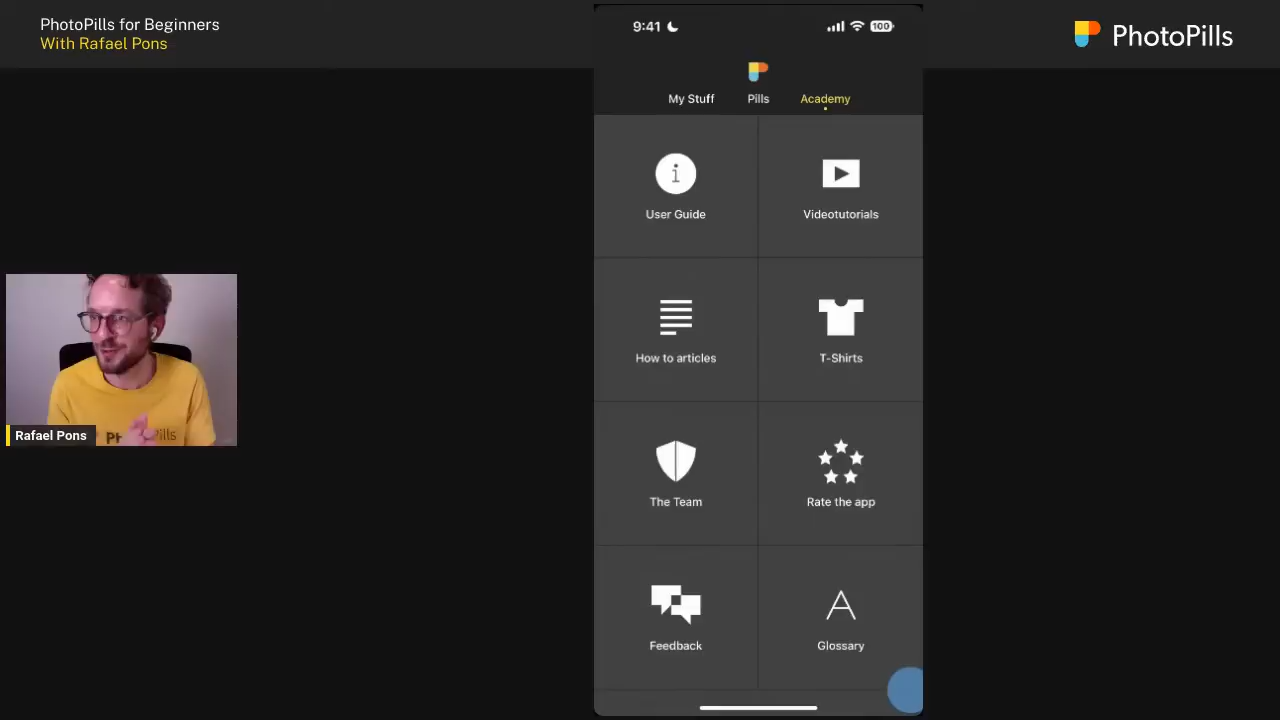 PhotoPills for Beginners
With Rafael Pons
PhotoPills
9:41
100
My Stuff
Pills
Academy
User Guide
Videotutorials
How to articles
T-Shirts
The Team
Rate the app
Feedback
Glossary
Rafael Pons